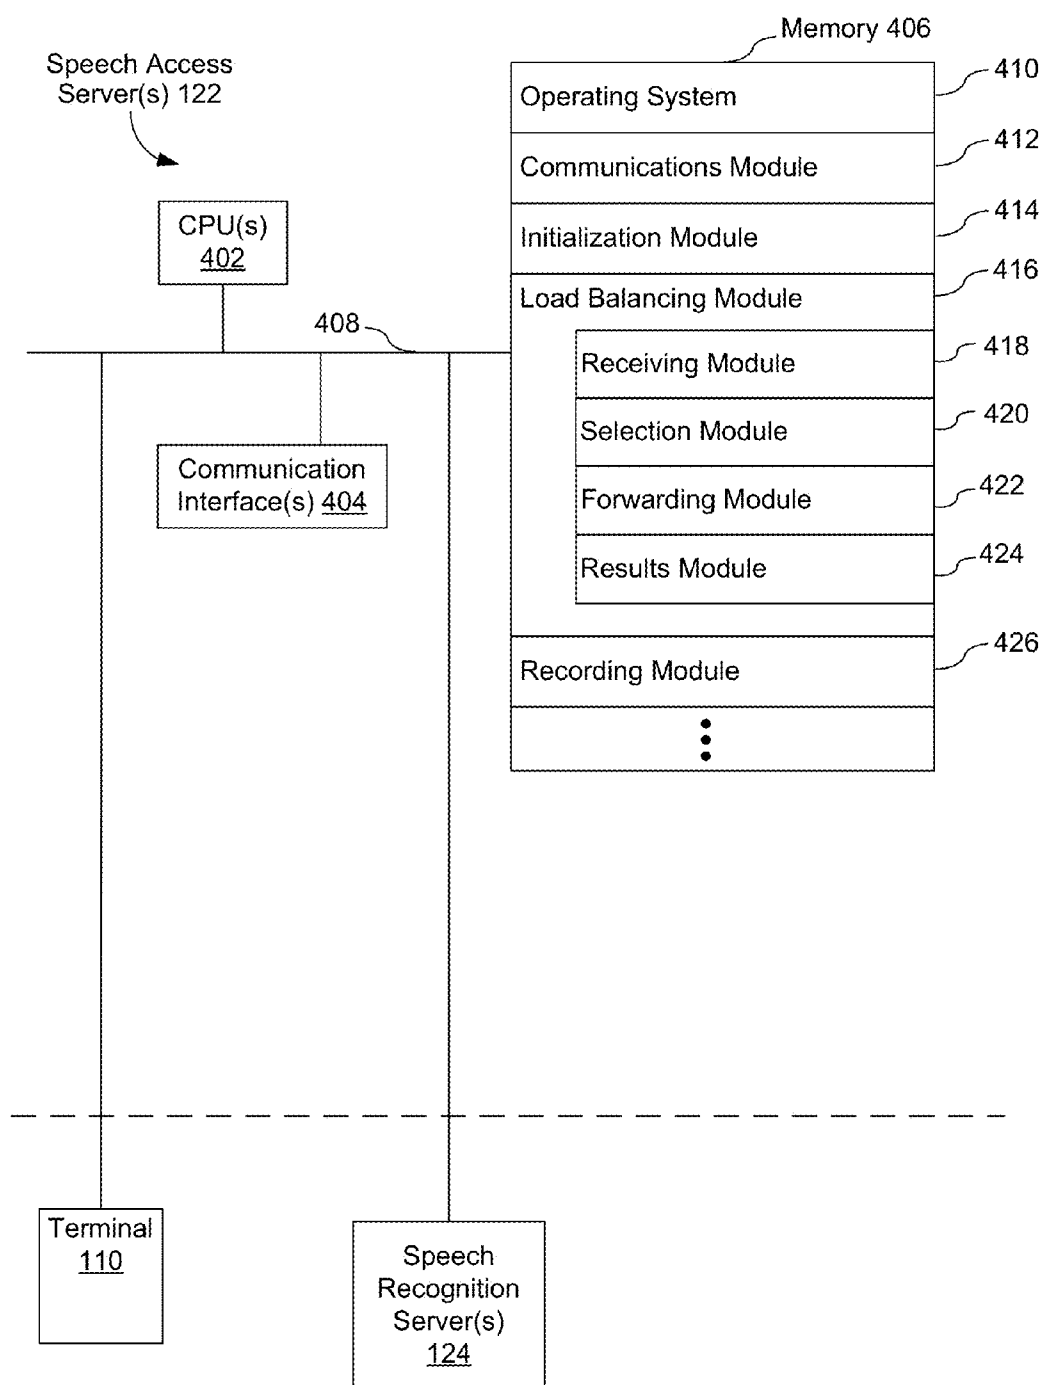 Memory 406
Speech Access
Server(s) 122
Operating System
410
Communications Module
412
Initialization Module
414
Load Balancing Module
416
Receiving Module
418
Selection Module
420
Forwarding Module
422
Results Module
424
Recording Module
426
CPU(s)
402
408
Communication
Interface(s) 404
Terminal
110
Speech
Recognition
Server(s)
124